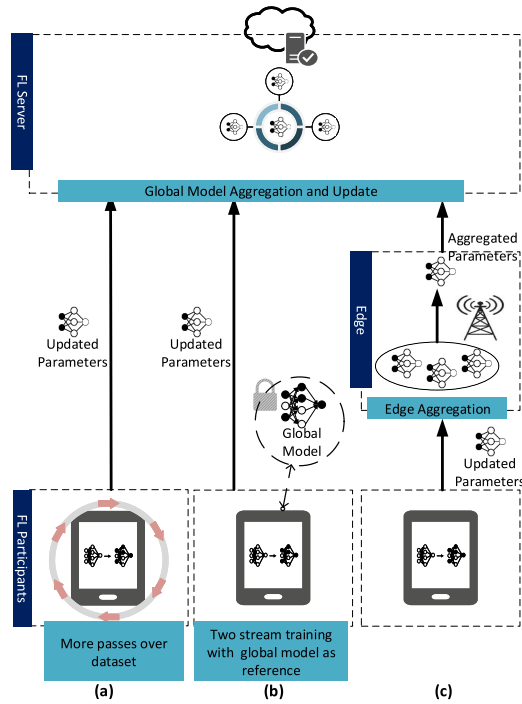 FL Server
Global Model Aggregation and Update
Aggregated
Parameters
Edge
Updated
Parameters
Updated
Parameters
Global
Model
Edge Aggregation
Updated
Parameters
FL Participants
More passes over
dataset
Two stream training
with global model as
reference
(a)
(b)
(c)